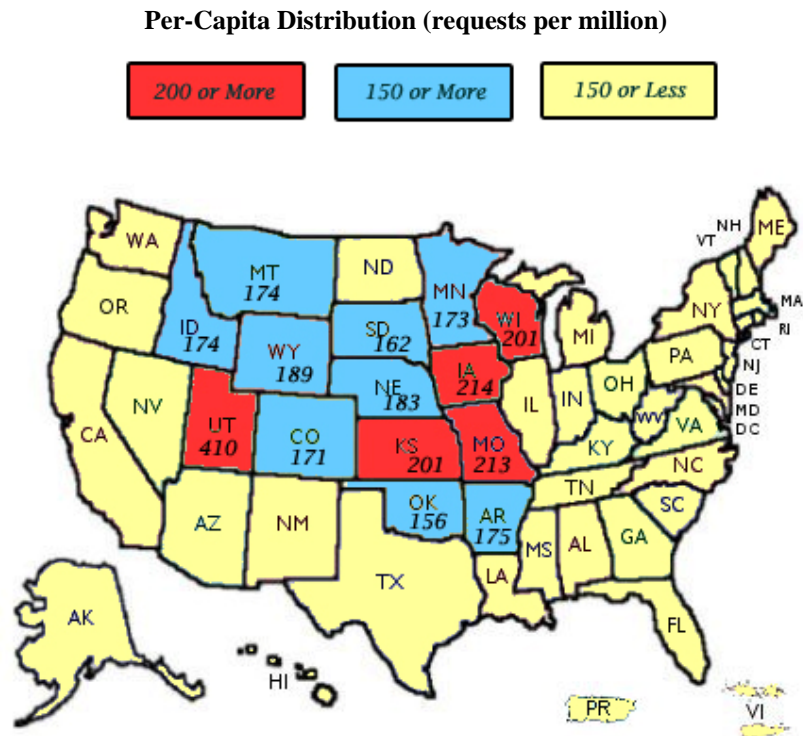 Per-Capita Distribution (requests per million)
200 or More
150 or More
150 or Less
WA
MT
174
ND
MN
173
VT
NH
ME
OR
ID
174
WY
189
SD
162
WI
201
MI
NY
MA
RI
CT
NV
UT
410
CO
171
NE
183
IA
214
IL
IN
OH
PA
NJ
DE
MD
DC
CA
KS
201
MO
213
KY
WV
VA
AZ
NM
OK
156
AR
175
TN
NC
SC
TX
LA
MS
AL
GA
FL
AK
HI
PR
VI